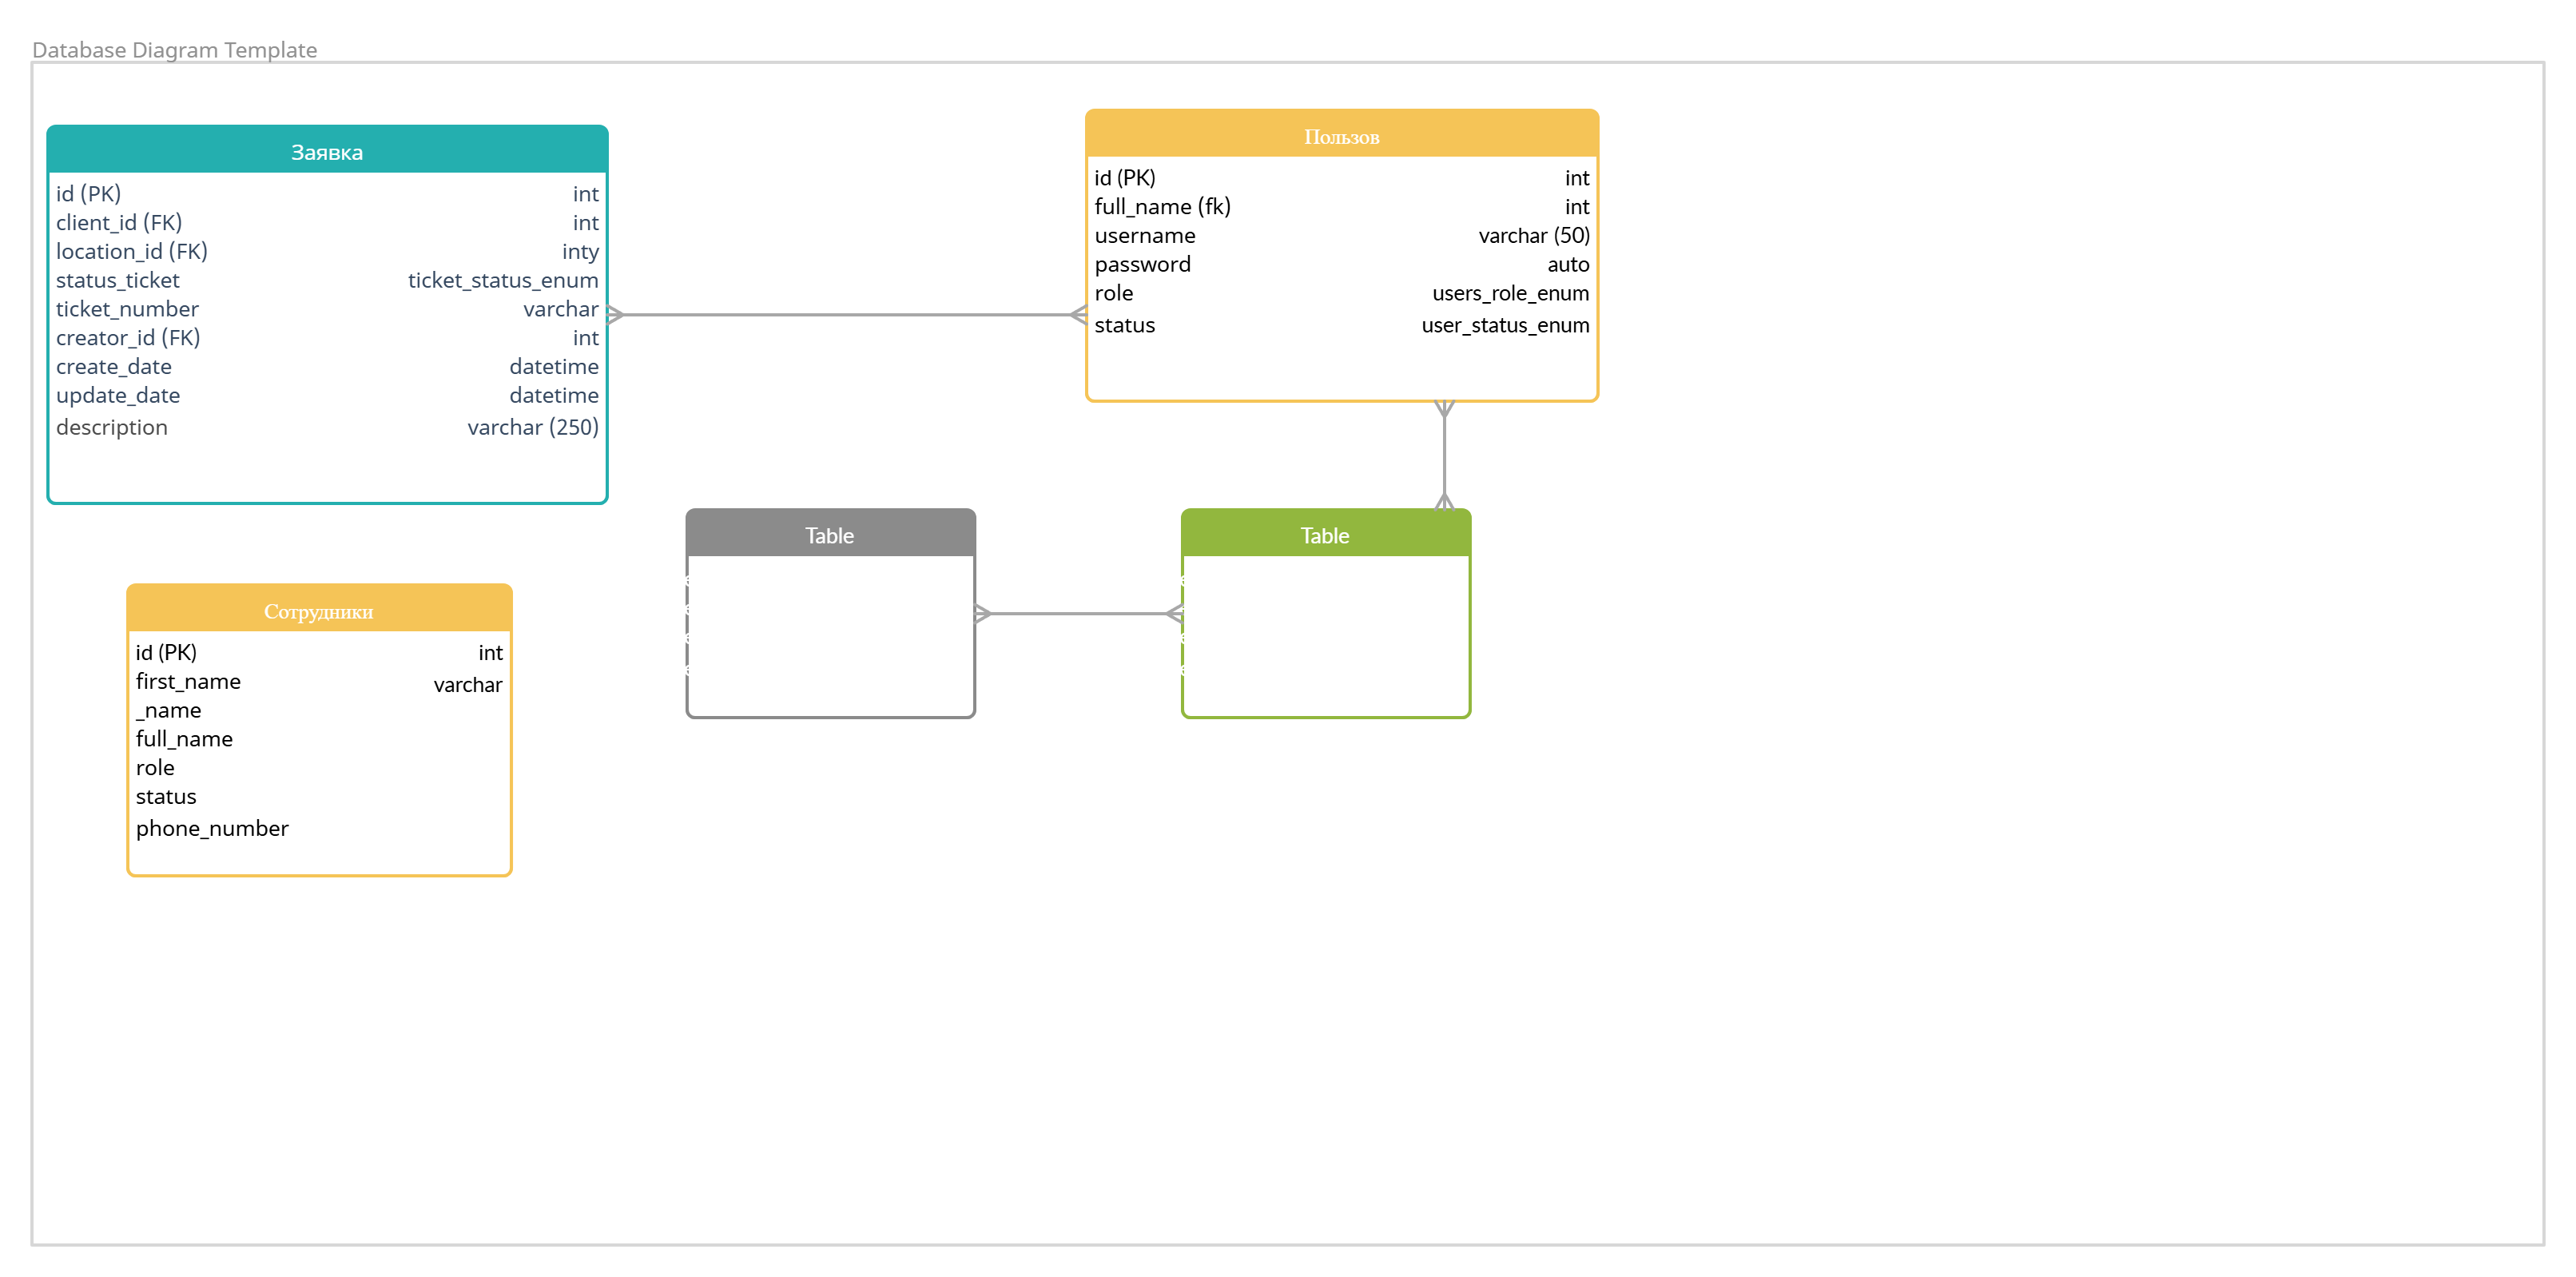 Database Diagram Template
Заявка
id (PK) int
client_id (FK) int
location_id (FK) inty
status_ticket ticket_status_enum
ticket_number varchar
creator_id (FK) int
create_date datetime
update_date datetime
description varchar (250)
Пользов
id (PK) int
full_name (fk) int
username varchar (50)
password auto
role users_role_enum
status user_status_enum
Table
Table
Сотрудники
id (PK) int
first_name varchar
_name
full_name
role
status
phone_number